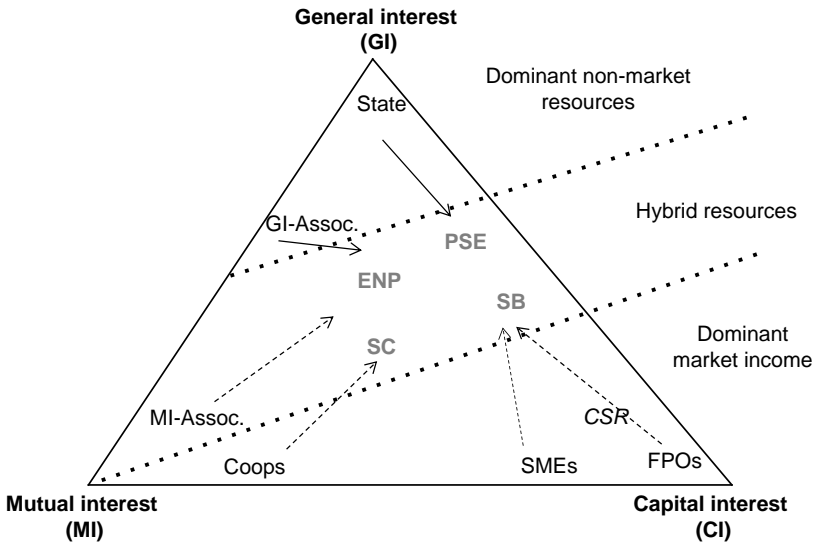 General interest
(GI)
Dominant non-market
resources
State
Hybrid resources
GI-Assoc.
PSE
ENP
SB
Dominant
market income
SC
MI-Assoc.
CSR
Coops
SMEs
FPOs
Mutual interest
(MI)
Capital interest
(CI)